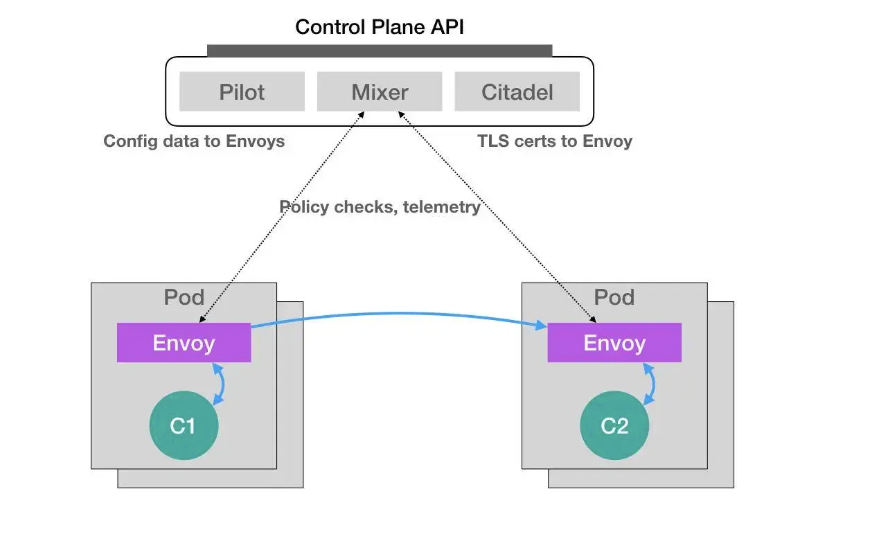 Control Plane API
Pilot
Mixer
Citadel
Config data to Envoys
TLS certs to Envoy
Policy checks, telemetry
Pod
Pod
Envoy
Envoy
C1
C2